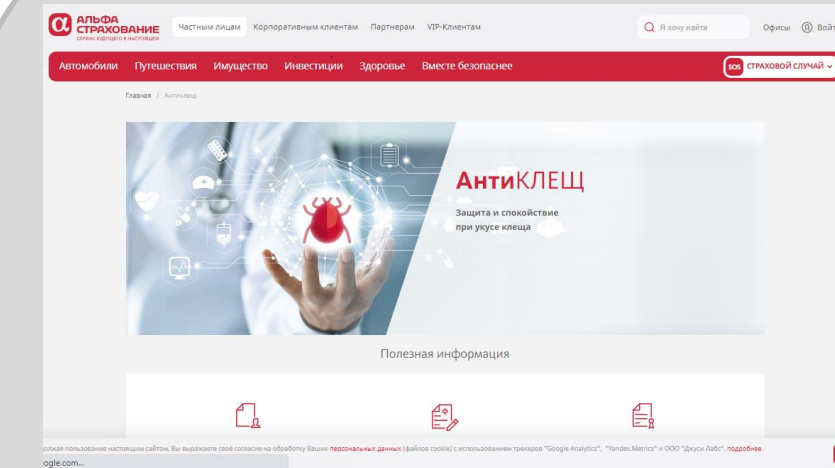 АЛЬФА
СТРАХОВАНИЕ
СЕРВИС БУДУЩЕГО В НАСТОЯЩЕМ
Частным лицам Корпоративным клиентам Партнерам VIP-Клиентам
Я хочу найти
Офисы Войт
Автомобили Путешествия Имущество Инвестиции Здоровье Вместе безопаснее
SOS СТРАХОВОЙ СЛУЧАЙ
Главная / Антиклещ
АнтиКЛЕЩ
Защита и спокойствие
при укусе клеща
Полезная информация
должая пользование настоящим сайтом, Вы выражаете своё согласие на обработку Ваших персональных данных (файлов cookie) с использованием трекеров "Google Analytics", "Yandex.Metrics" и ООО "Джуси Лабс", подробнее.
ogle.com...